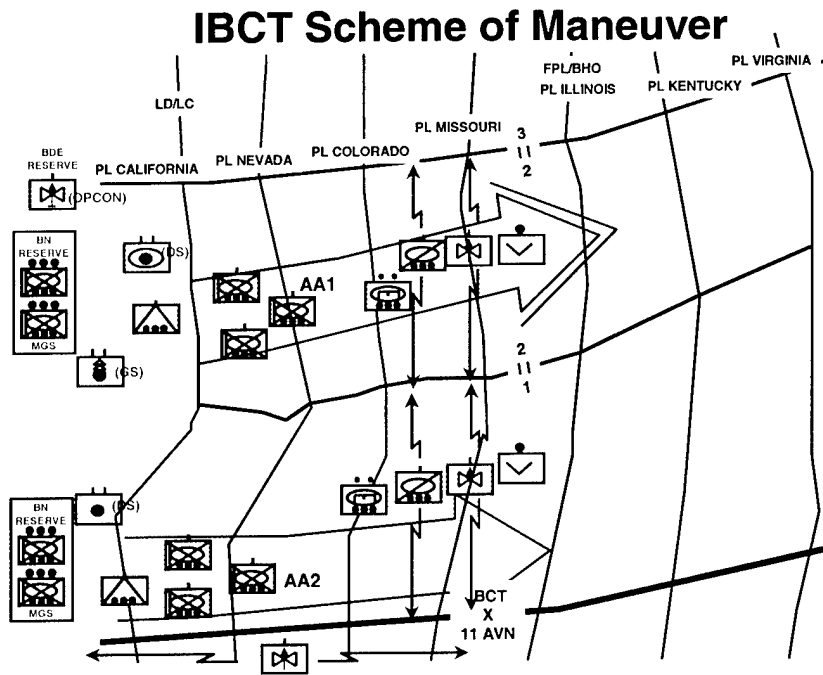 IBCT Scheme of Maneuver
PL VIRGINIA
FPL/BHO
PL ILLINOIS
PL KENTUCKY
LD/LC
PL MISSOURI
3
2
BDE
RESERVE
PL CALIFORNIA
PL NEVADA
PL COLORADO
(OPCON)
BN
RESERVE
MGS
(DS)
AA1
(GS)
2
1
BN
RESERVE
MGS
(DS)
AA2
BCT
X
11 AVN